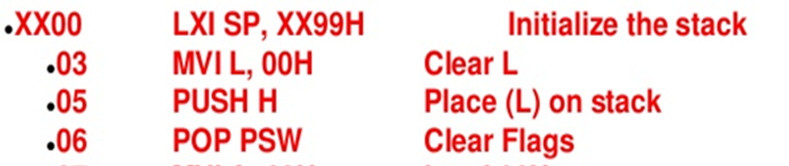 •XX00 LXI SP, XX99H Initialize the stack
•03 MVI L, 00H Clear L
•05 PUSH H Place (L) on stack
•06 POP PSW Clear Flags